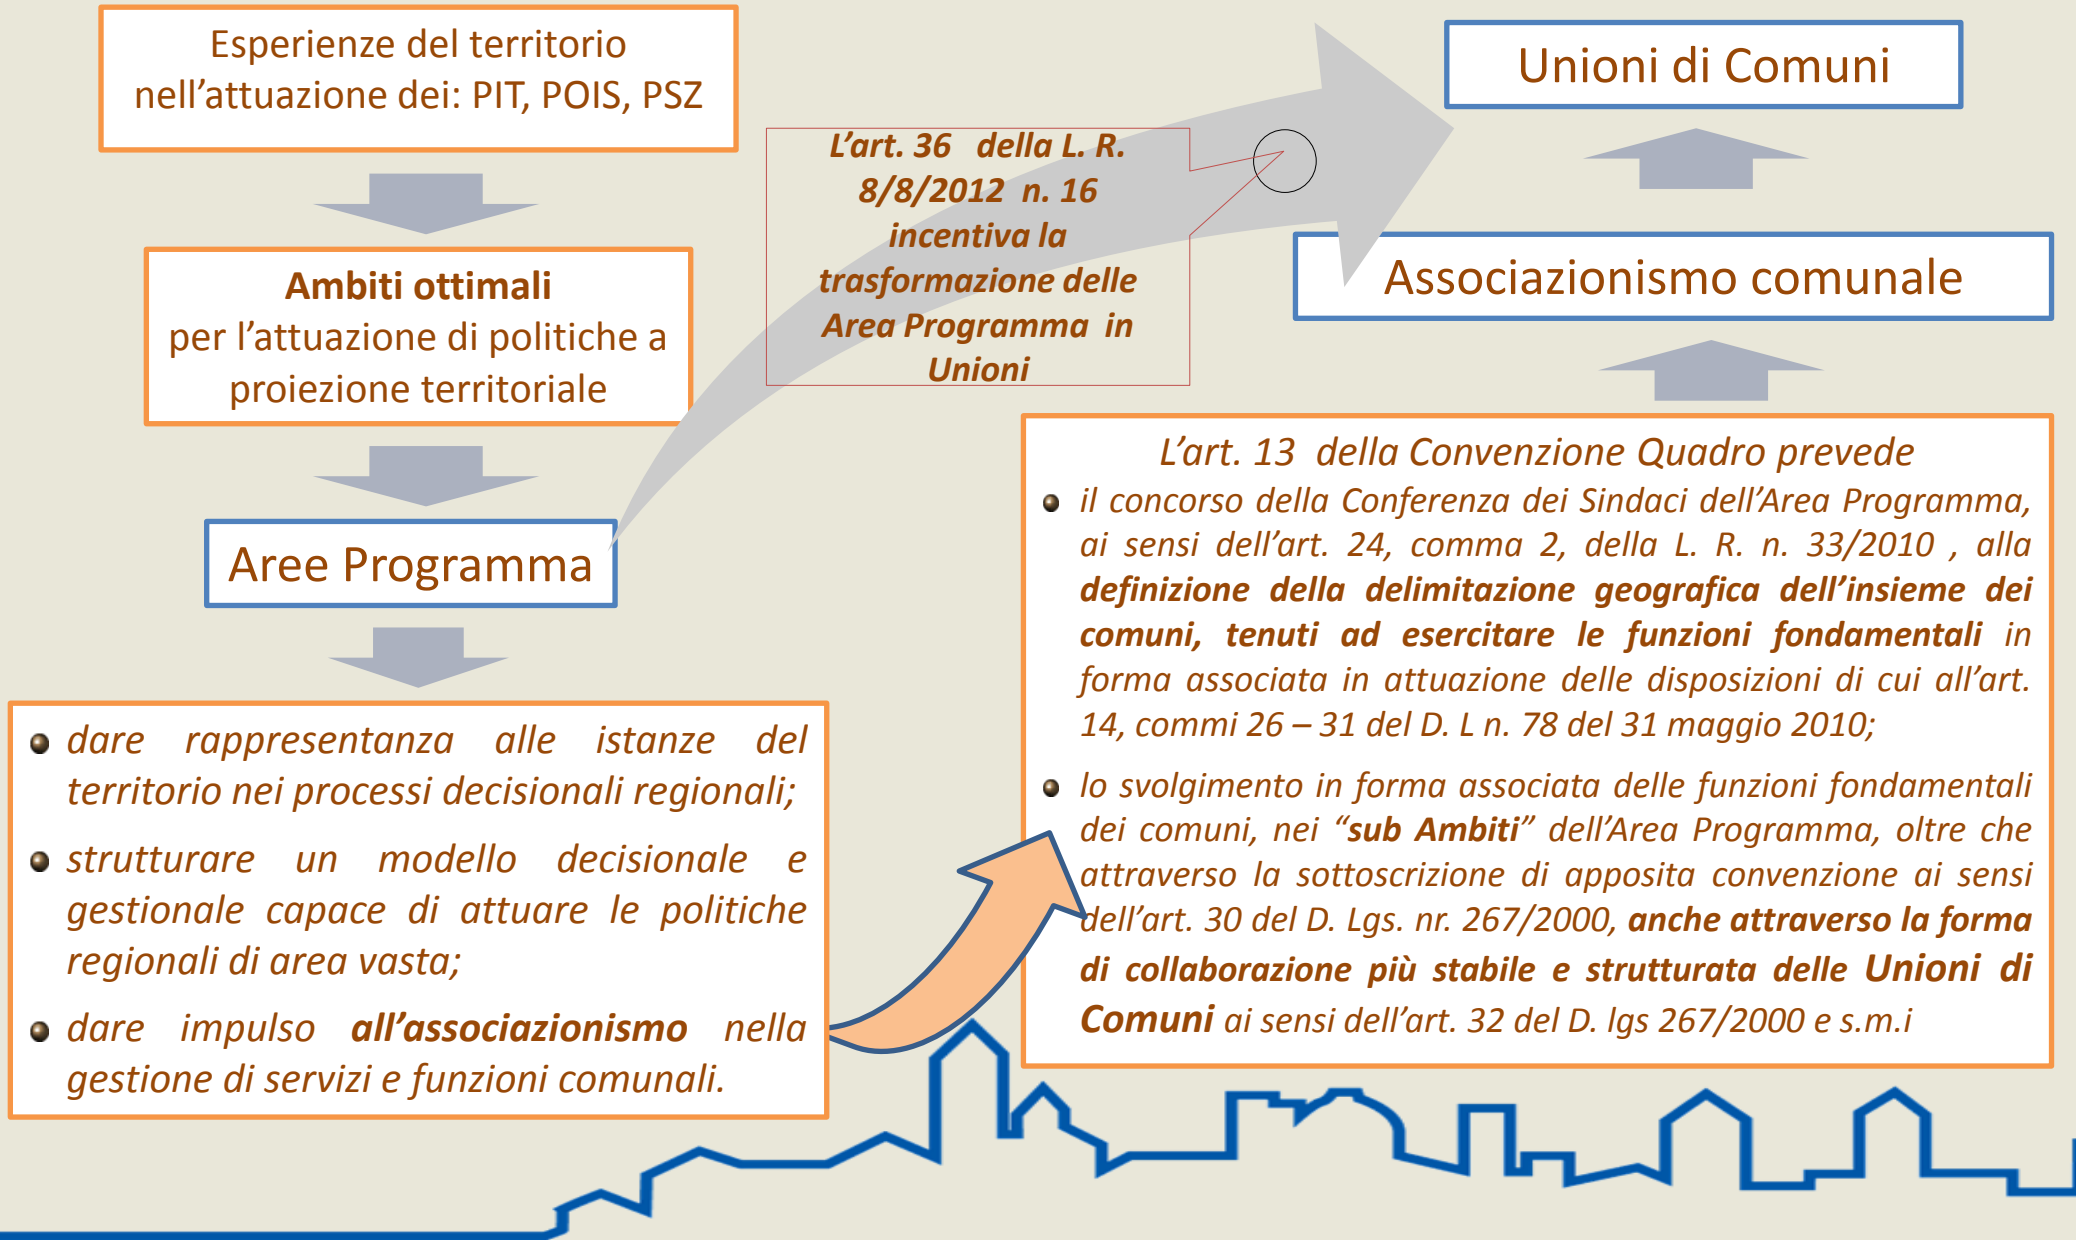 Esperienze del territorio
nell’attuazione dei: PIT, POIS, PSZ
Ambiti ottimali
per l’attuazione di politiche a
proiezione territoriale
Aree Programma
dare rappresentanza alle istanze del
territorio nei processi decisionali regionali;
strutturare un modello decisionale e
gestionale capace di attuare le politiche
regionali di area vasta;
dare impulso all’associazionismo nella
gestione di servizi e funzioni comunali.
L’art. 36 della L. R.
8/8/2012 n. 16
incentiva la
trasformazione delle
Area Programma in
Unioni
Unioni di Comuni
Associazionismo comunale
L’art. 13 della Convenzione Quadro prevede
il concorso della Conferenza dei Sindaci dell’Area Programma,
ai sensi dell’art. 24, comma 2, della L. R. n. 33/2010 , alla
definizione della delimitazione geografica dell’insieme dei
comuni, tenuti ad esercitare le funzioni fondamentali in
forma associata in attuazione delle disposizioni di cui all’art.
14, commi 26 – 31 del D. L n. 78 del 31 maggio 2010;
lo svolgimento in forma associata delle funzioni fondamentali
dei comuni, nei “sub Ambiti” dell’Area Programma, oltre che
attraverso la sottoscrizione di apposita convenzione ai sensi
dell’art. 30 del D. Lgs. nr. 267/2000, anche attraverso la forma
di collaborazione più stabile e strutturata delle Unioni di
Comuni ai sensi dell’art. 32 del D. lgs 267/2000 e s.m.i